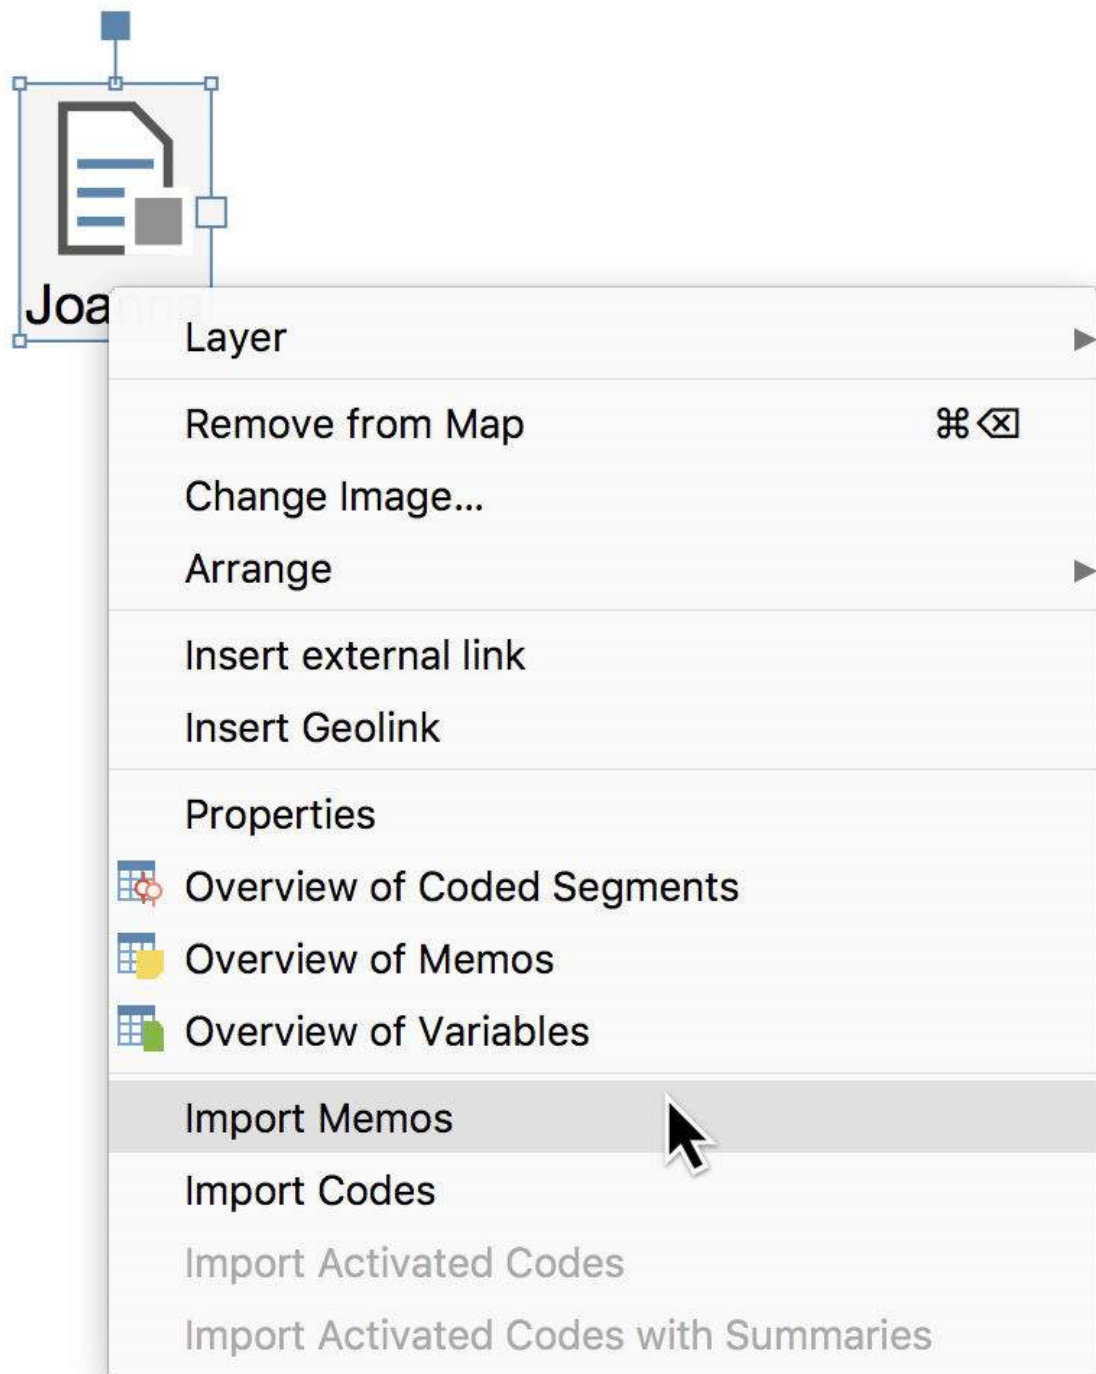 Joanna
Layer
Remove from Map ⌘⌫
Change Image...
Arrange
Insert external link
Insert Geolink
Properties
Overview of Coded Segments
Overview of Memos
Overview of Variables
Import Memos
Import Codes
Import Activated Codes
Import Activated Codes with Summaries